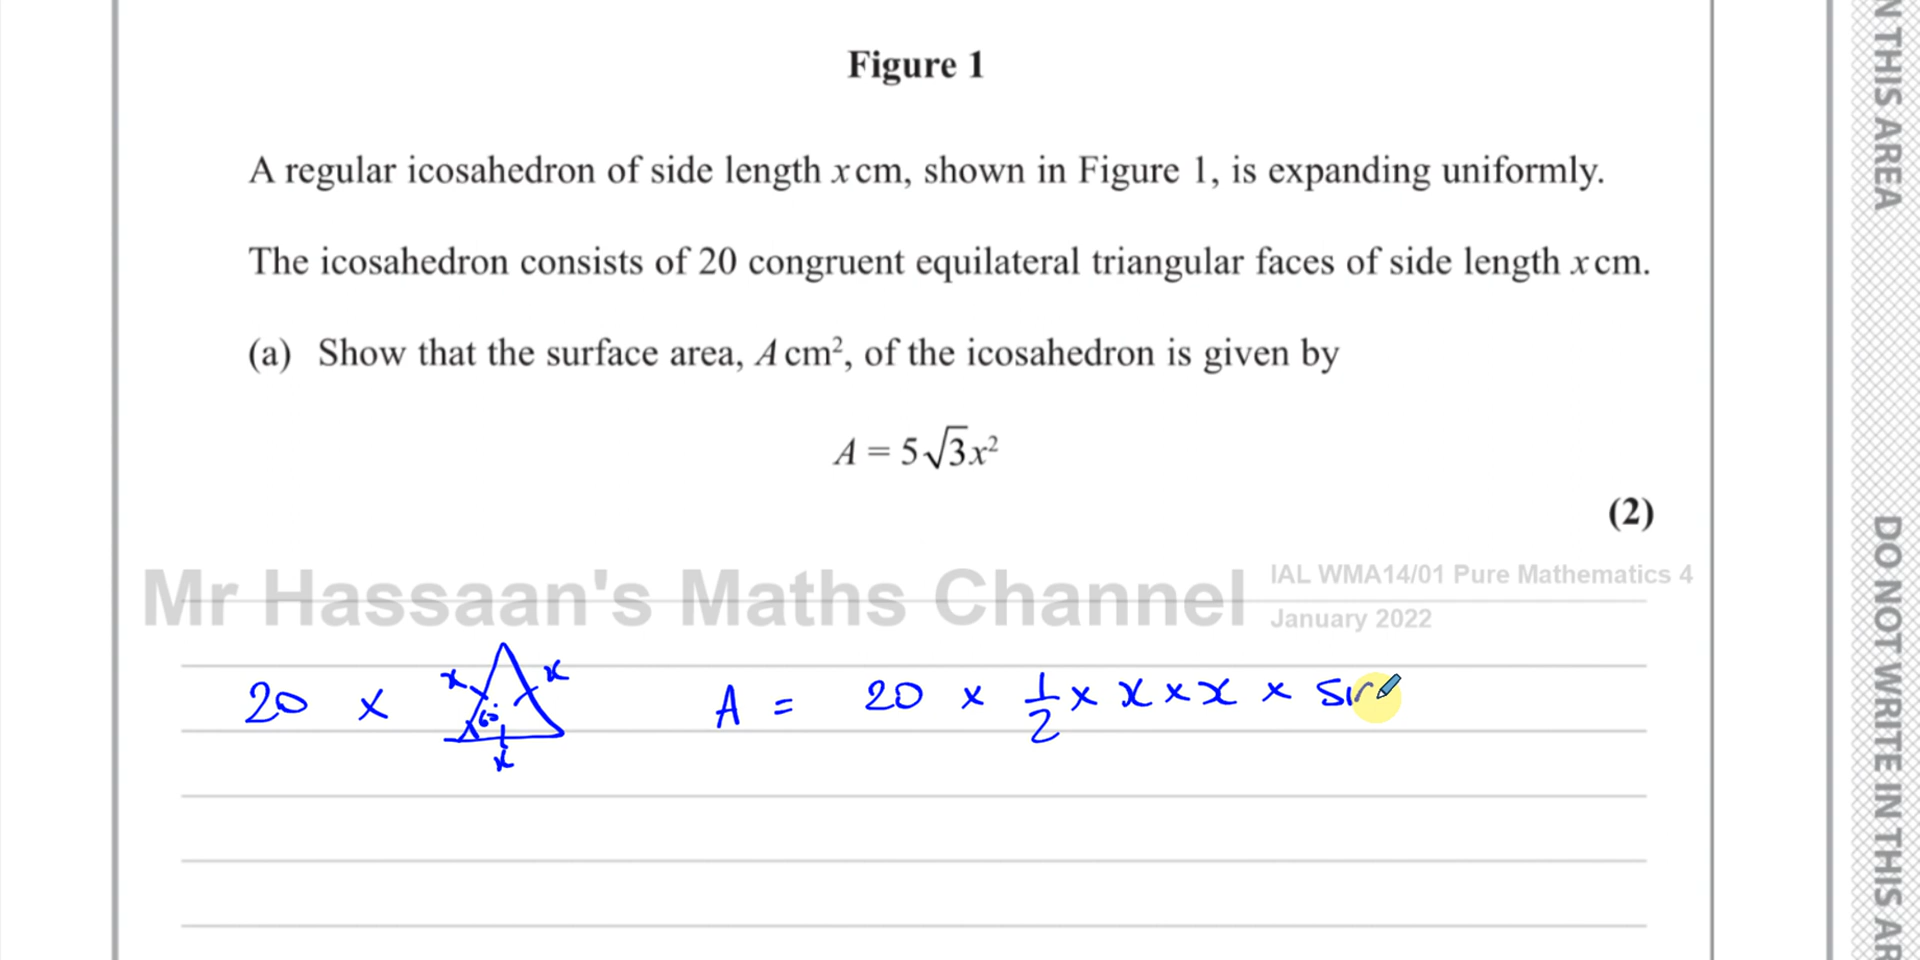 Figure 1
A regular icosahedron of side length x cm, shown in Figure 1, is expanding uniformly.
The icosahedron consists of 20 congruent equilateral triangular faces of side length x cm.
(a) Show that the surface area, A cm², of the icosahedron is given by
A = 5√3x²
(2)
Mr Hassaan's Maths Channel
IAL WMA14/01 Pure Mathematics 4
January 2022
20 × x x 60° x
A = 20 × 1/2 × x × x × sin
N THIS AREA
DO NOT WRITE IN THIS AR